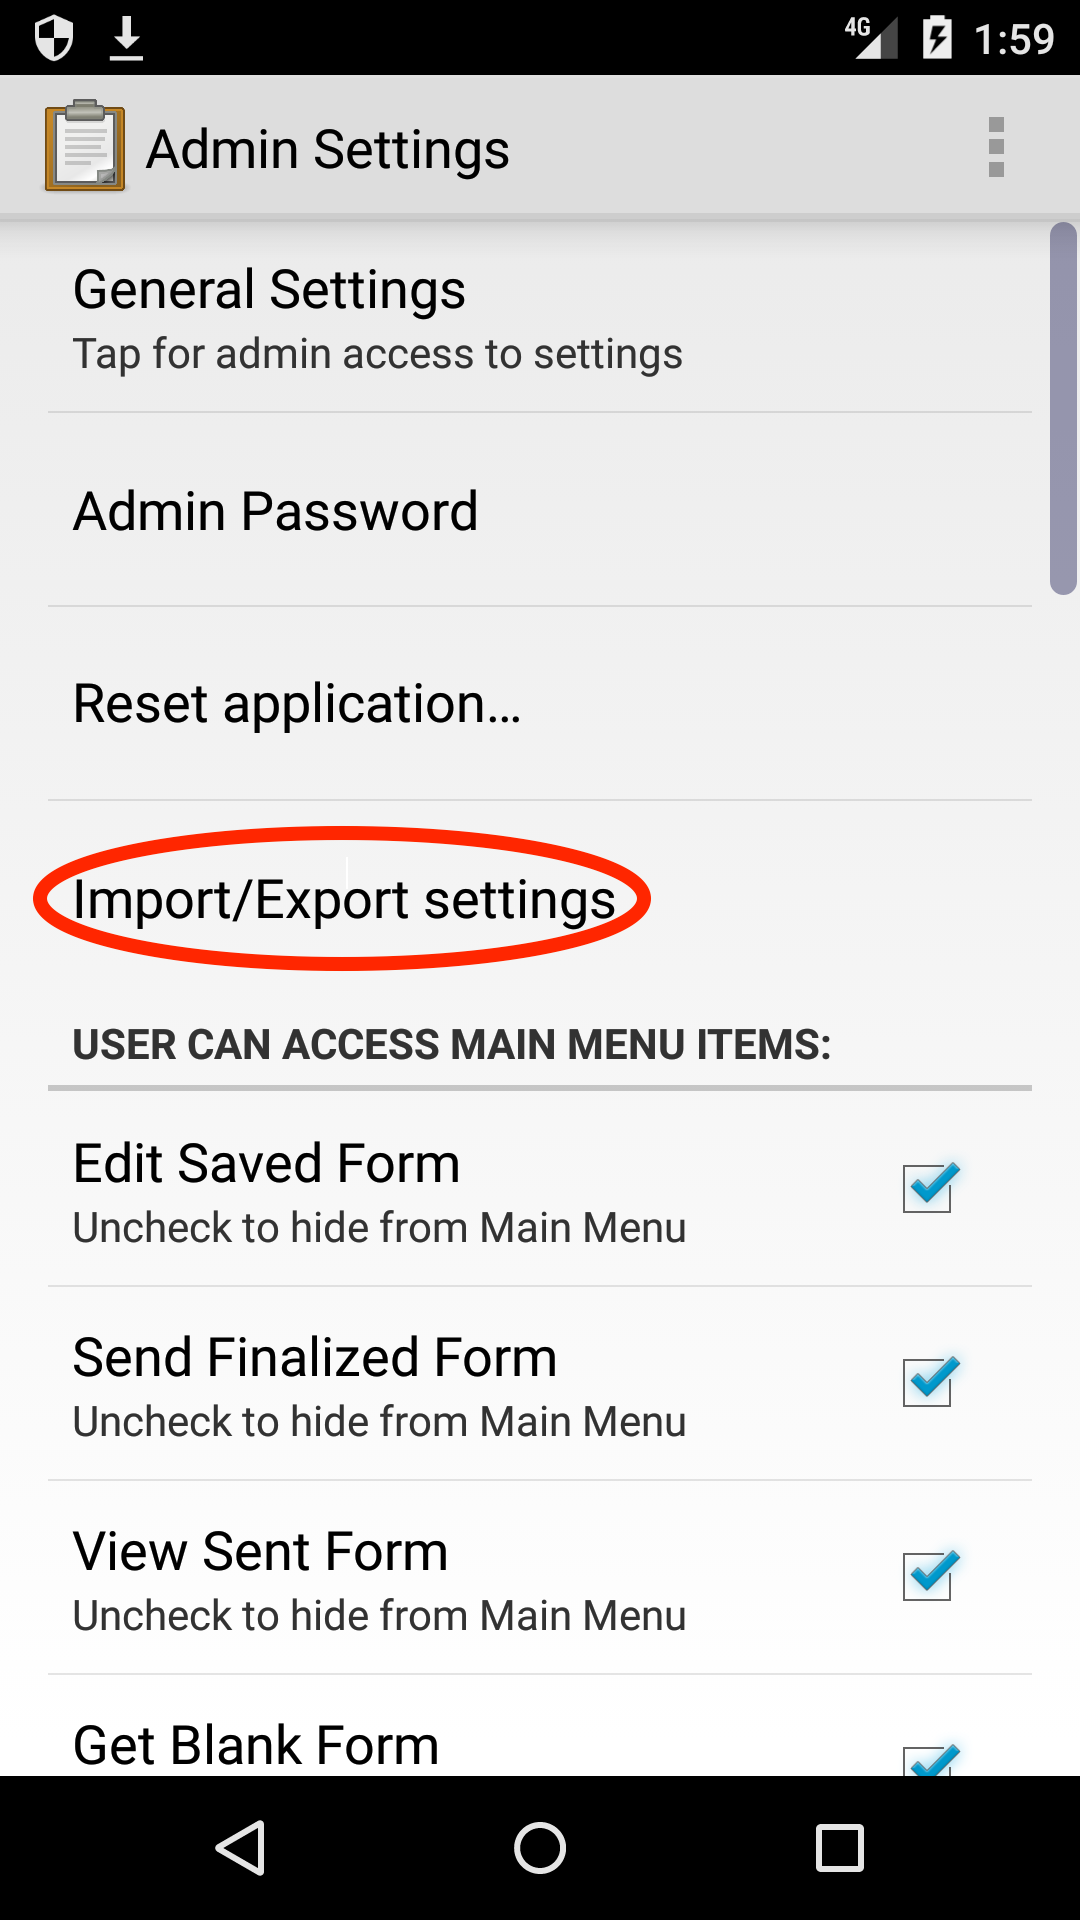 4G 1:59
Admin Settings
General Settings
Tap for admin access to settings
Admin Password
Reset application...
Import/Export settings
USER CAN ACCESS MAIN MENU ITEMS:
Edit Saved Form
Uncheck to hide from Main Menu
Send Finalized Form
Uncheck to hide from Main Menu
View Sent Form
Uncheck to hide from Main Menu
Get Blank Form